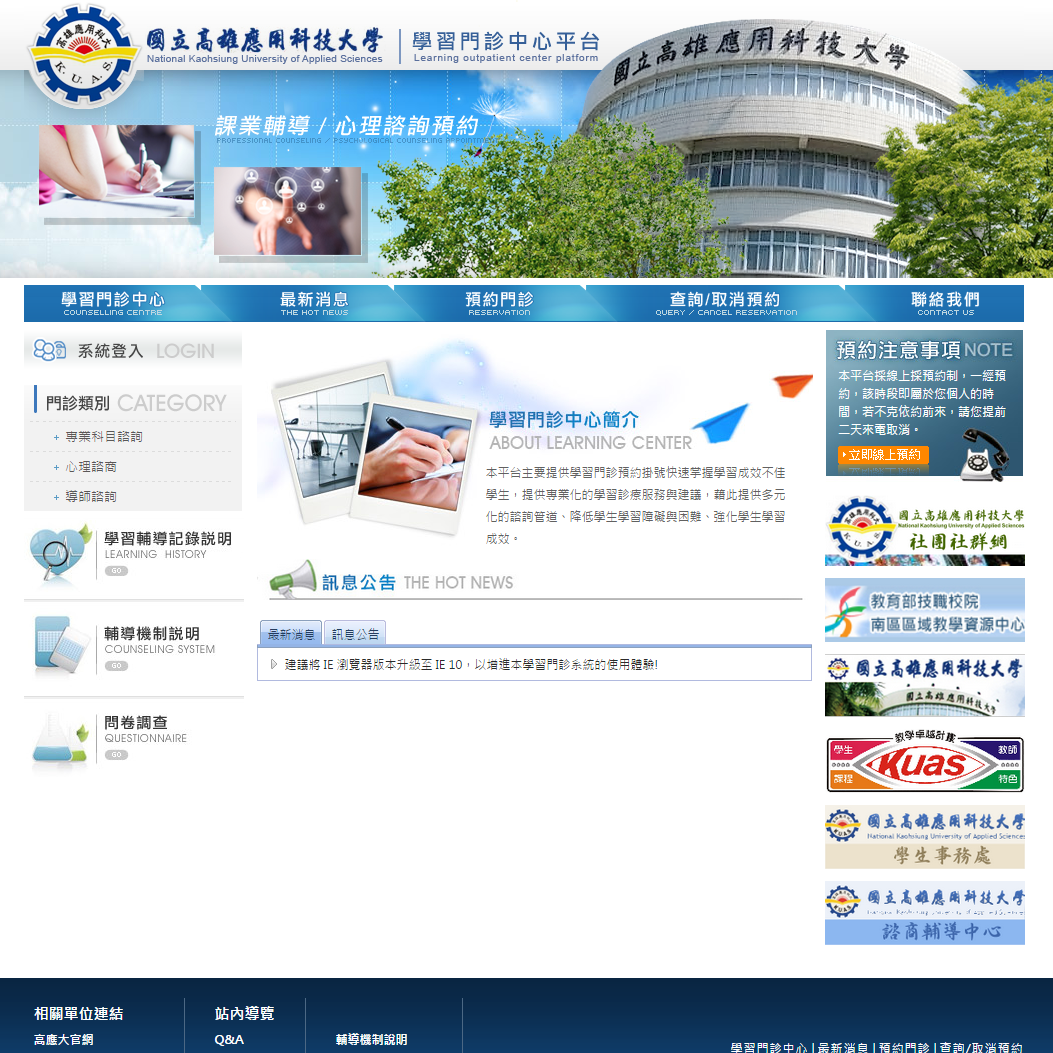 國立高雄應用科技大學
National Kaohsiung University of Applied Sciences
學習門診中心平台
Learning outpatient center platform
高雄應用科大
K.U.A.S.
國立高雄應用科技大學
課業輔導 / 心理諮詢預約
PROFESSIONAL COUNSELING / PSYCHOLOGICAL COUNSELING APPOINTMENT
學習門診中心
COUNSELLING CENTRE
最新消息
THE HOT NEWS
預約門診
RESERVATION
查詢/取消預約
QUERY / CANCEL RESERVATION
聯絡我們
CONTACT US
系統登入 LOGIN
門診類別 CATEGORY
專業科目諮詢
心理諮商
導師諮詢
學習輔導記錄說明
LEARNING HISTORY
GO
輔導機制說明
COUNSELING SYSTEM
GO
問卷調查
QUESTIONNAIRE
GO
學習門診中心簡介
ABOUT LEARNING CENTER
本平台主要提供學習門診預約掛號快速掌握學習成效不佳
學生，提供專業化的學習診療服務與建議，藉此提供多元
化的諮詢管道、降低學生學習障礙與困難、強化學生學習
成效。
訊息公告 THE HOT NEWS
最新消息 訊息公告
建議將 IE 瀏覽器版本升級至 IE 10，以增進本學習門診系統的使用體驗!
預約注意事項 NOTE
本平台採線上採預約制，一經預
約，該時段即屬於您個人的時
間，若不克依約前來，請您提前
二天來電取消。
立即線上預約
國立高雄應用科技大學
National Kaohsiung University of Applied Sciences
社團社群網
教育部技職校院
南區區域教學資源中心
國立高雄應用科技大學
國立高雄應用科技大學
教學卓越計畫
學生
教師
Kuas
課程
特色
國立高雄應用科技大學
National Kaohsiung University of Applied Sciences
學生事務處
國立高雄應用科技大學
諮商輔導中心
相關單位連結
高應大官網
站內導覽
Q&A
輔導機制說明
學習門診中心 | 最新消息 | 預約門診 | 查詢/取消預約